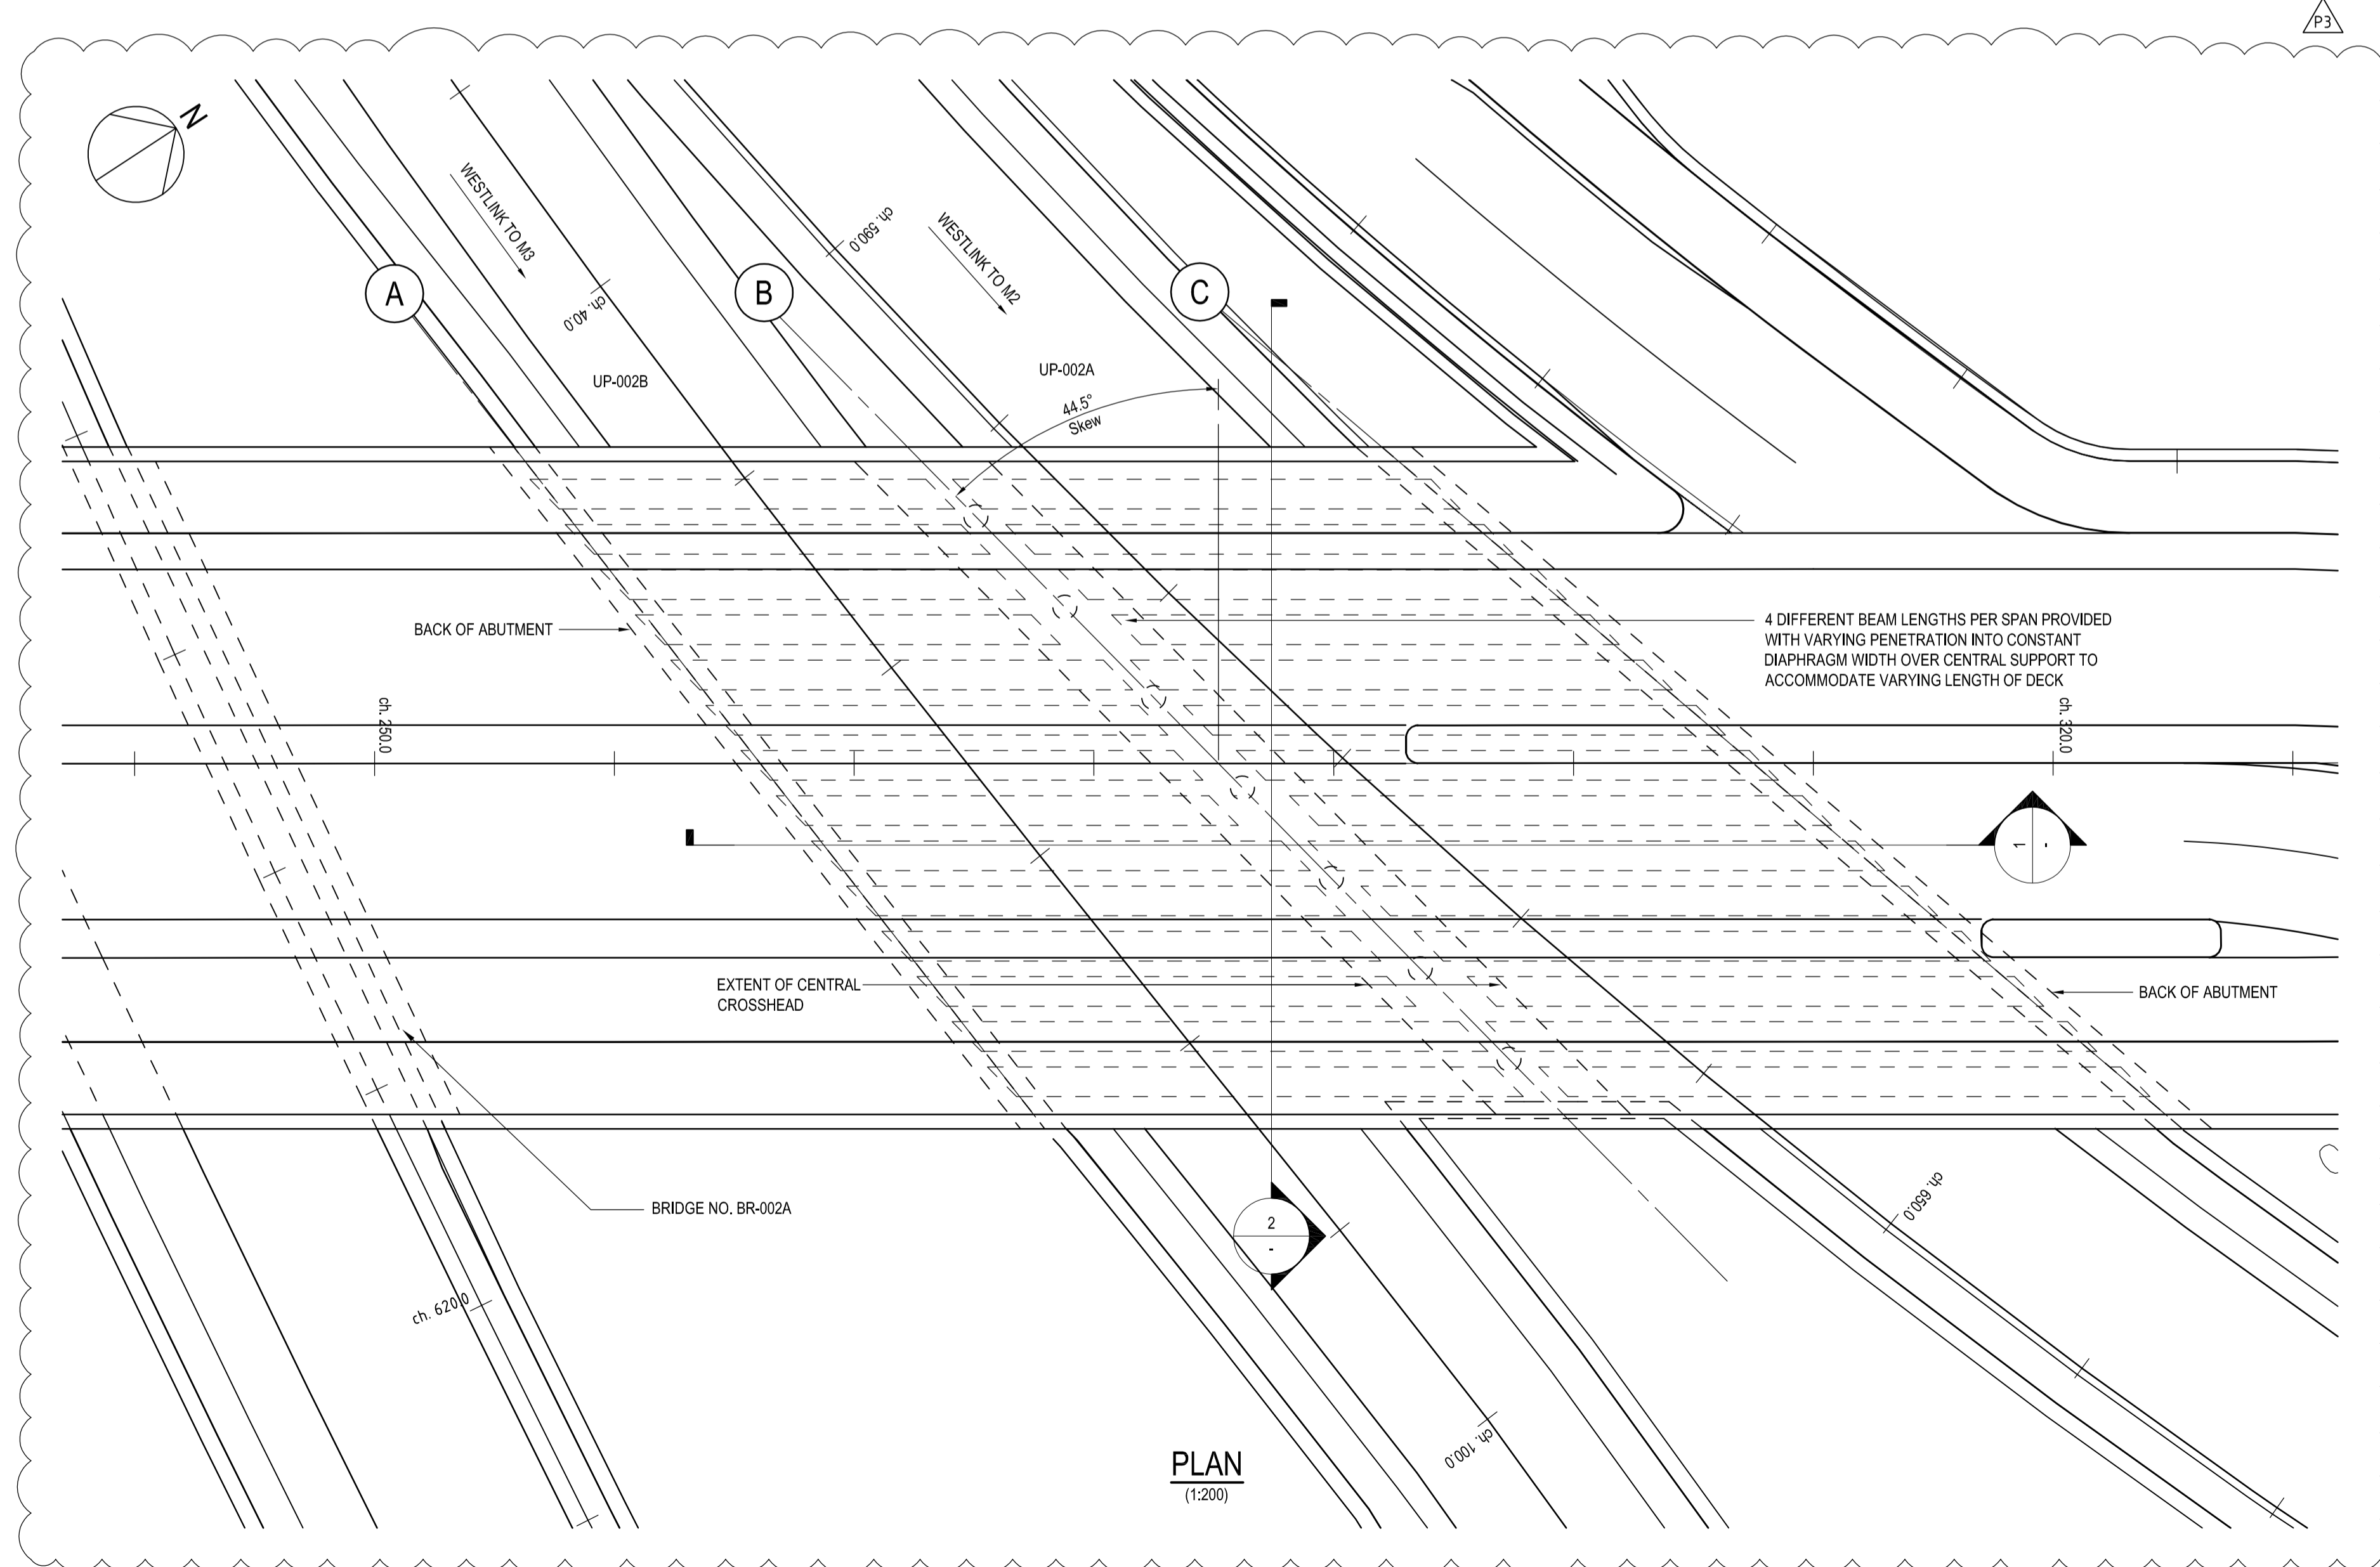 P3
N
WESTLINK TO M3
ch. 590.0
WESTLINK TO M2
A
B
C
ch. 40.0
UP-002B
UP-002A
44.5°
Skew
BACK OF ABUTMENT
4 DIFFERENT BEAM LENGTHS PER SPAN PROVIDED
WITH VARYING PENETRATION INTO CONSTANT
DIAPHRAGM WIDTH OVER CENTRAL SUPPORT TO
ACCOMMODATE VARYING LENGTH OF DECK
ch. 250.0
ch. 320.0
1
-
EXTENT OF CENTRAL
CROSSHEAD
BACK OF ABUTMENT
BRIDGE NO. BR-002A
ch. 650.0
2
-
ch. 620.0
ch. 100.0
PLAN
(1:200)